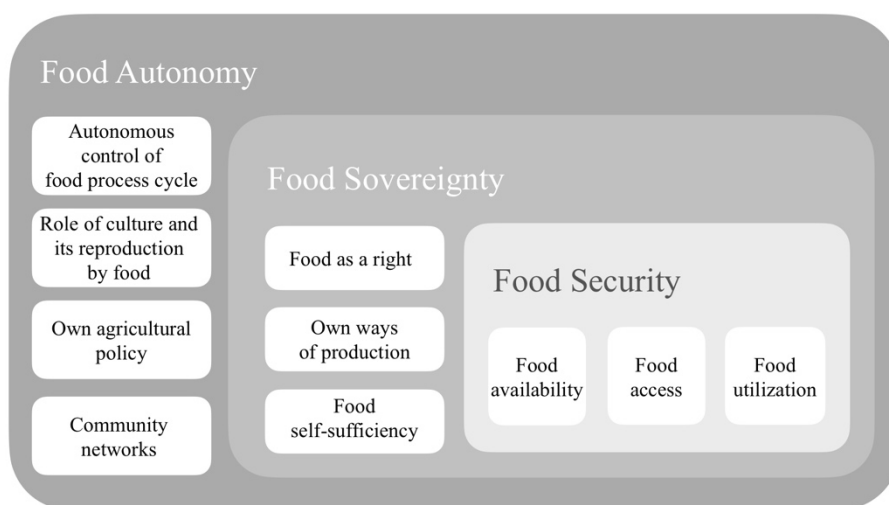 Food Autonomy
Autonomous
control of
food process cycle
Role of culture and
its reproduction
by food
Own agricultural
policy
Community
networks
Food Sovereignty
Food as a right
Own ways
of production
Food
self-sufficiency
Food Security
Food
availability
Food
access
Food
utilization